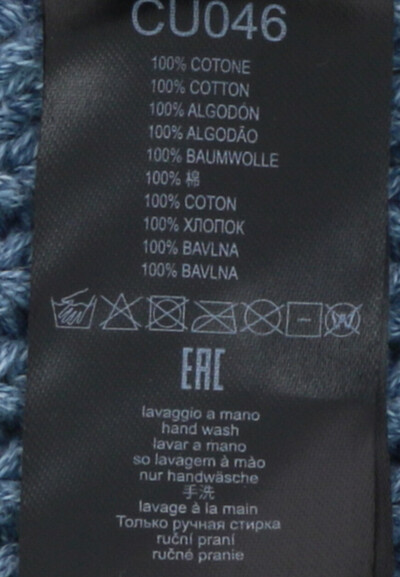 CU046
100% COTONE
100% COTTON
100% ALGODÓN
100% ALGODÃO
100% BAUMWOLLE
100% 棉
100% COTON
100% ХЛОПОК
100% BAVLNA
100% BAVLNA
EAC
lavaggio a mano
hand wash
lavar a mano
so lavagem à mão
nur handwäsche
手洗
lavage à la main
Только ручная стирка
ruční praní
ručné pranie